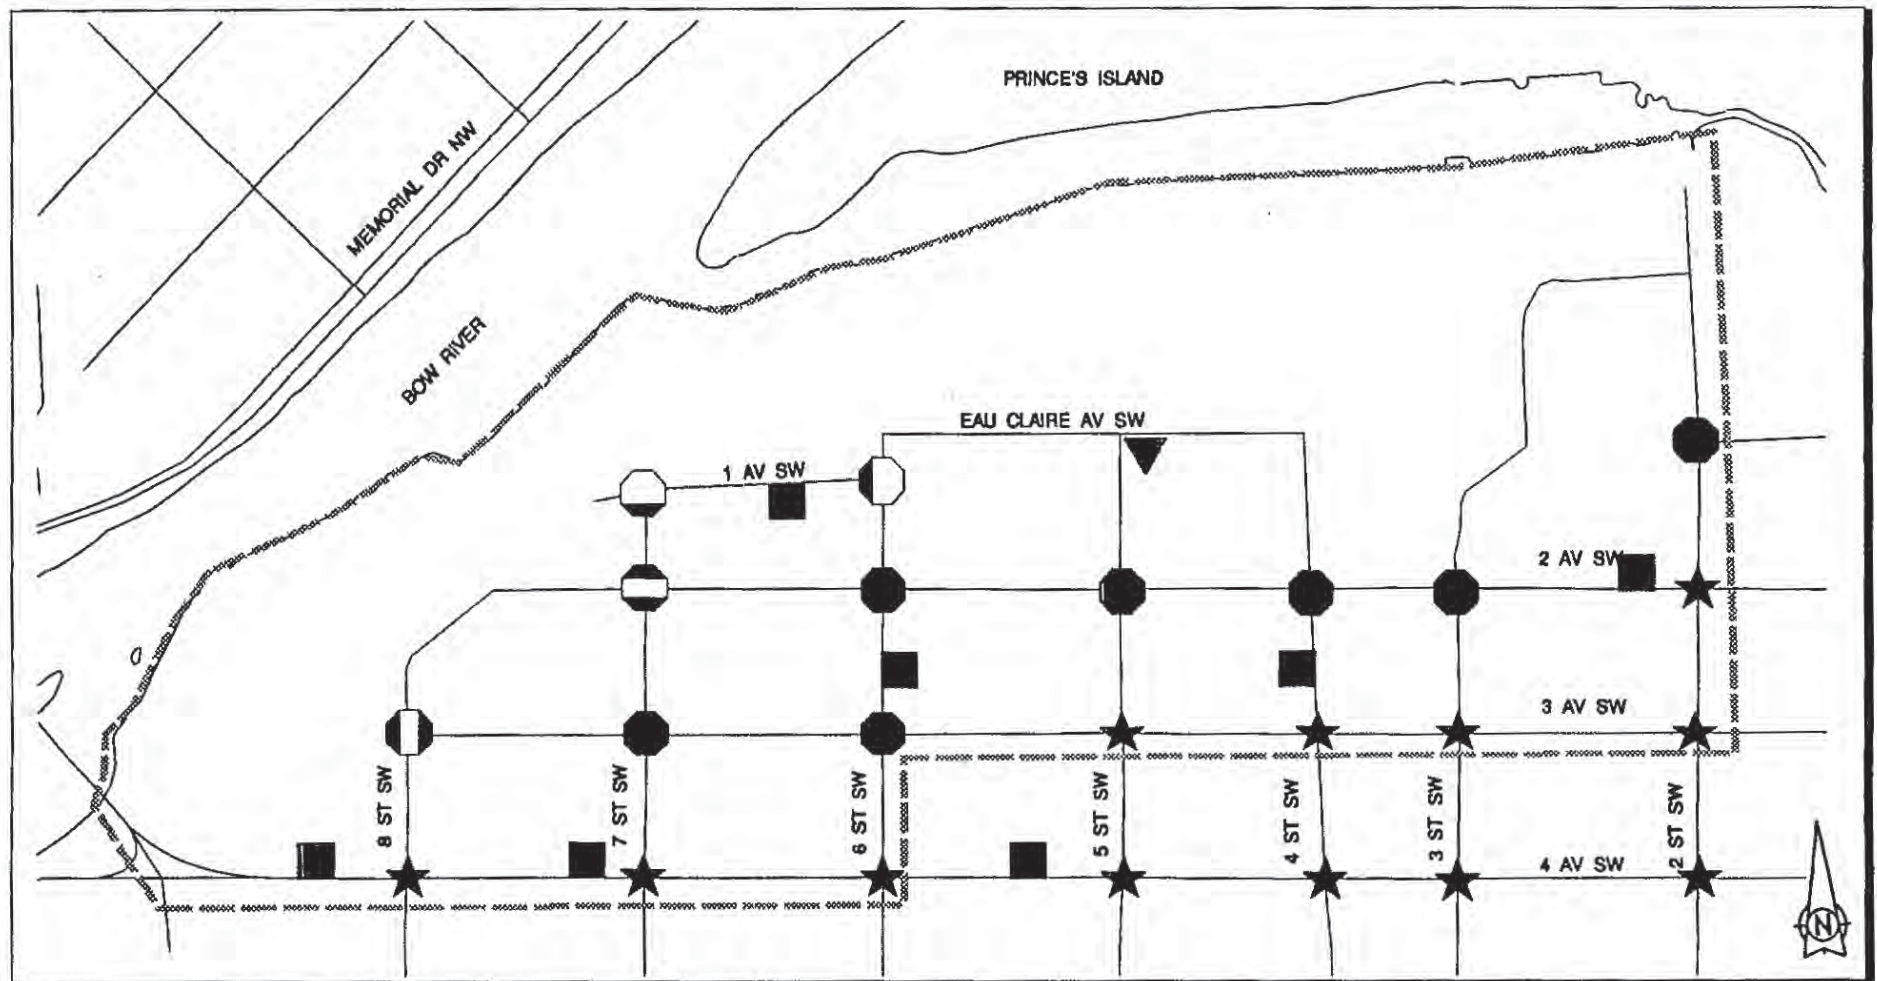 PRINCE'S ISLAND
MEMORIAL DR NW
BOW RIVER
EAU CLAIRE AV SW
1 AV SW
2 AV SW
3 AV SW
8 ST SW
7 ST SW
6 ST SW
5 ST SW
4 ST SW
3 ST SW
2 ST SW
4 AV SW
N